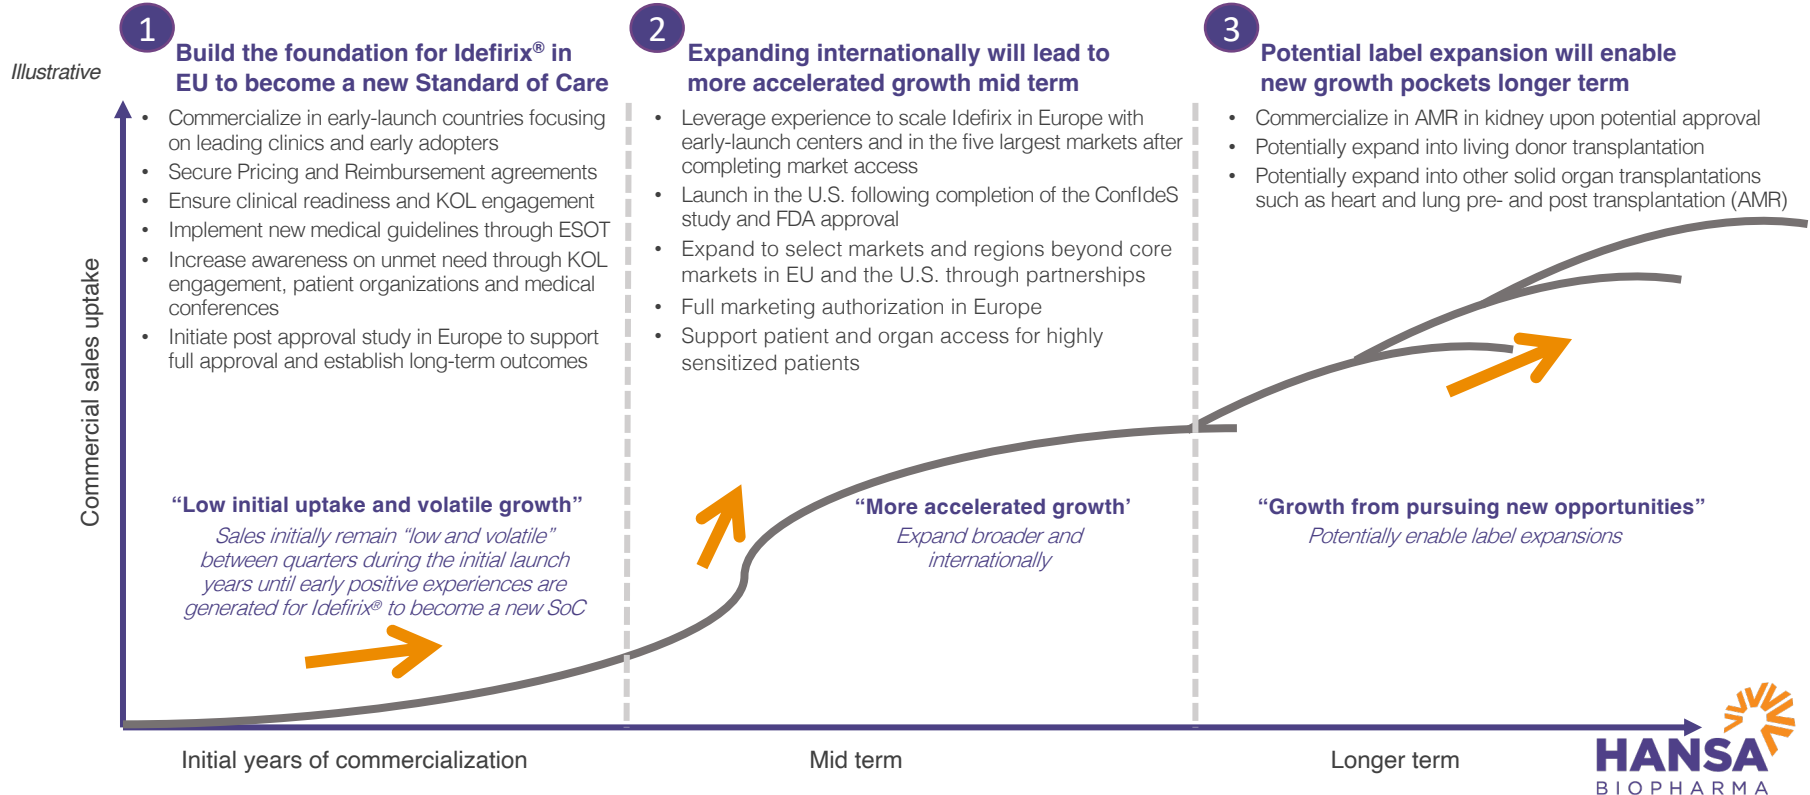 Illustrative
1
Build the foundation for Idefirix® in
EU to become a new Standard of Care
• Commercialize in early-launch countries focusing
on leading clinics and early adopters
• Secure Pricing and Reimbursement agreements
• Ensure clinical readiness and KOL engagement
• Implement new medical guidelines through ESOT
• Increase awareness on unmet need through KOL
engagement, patient organizations and medical
conferences
• Initiate post approval study in Europe to support
full approval and establish long-term outcomes
“Low initial uptake and volatile growth”
Sales initially remain “low and volatile”
between quarters during the initial launch
years until early positive experiences are
generated for Idefirix® to become a new SoC
2
Expanding internationally will lead to
more accelerated growth mid term
• Leverage experience to scale Idefirix in Europe with
early-launch centers and in the five largest markets after
completing market access
• Launch in the U.S. following completion of the ConfIdeS
study and FDA approval
• Expand to select markets and regions beyond core
markets in EU and the U.S. through partnerships
• Full marketing authorization in Europe
• Support patient and organ access for highly
sensitized patients
“More accelerated growth’
Expand broader and
internationally
3
Potential label expansion will enable
new growth pockets longer term
• Commercialize in AMR in kidney upon potential approval
• Potentially expand into living donor transplantation
• Potentially expand into other solid organ transplantations
such as heart and lung pre- and post transplantation (AMR)
“Growth from pursuing new opportunities”
Potentially enable label expansions
Commercial sales uptake
Initial years of commercialization
Mid term
Longer term
HANSA
BIOPHARMA